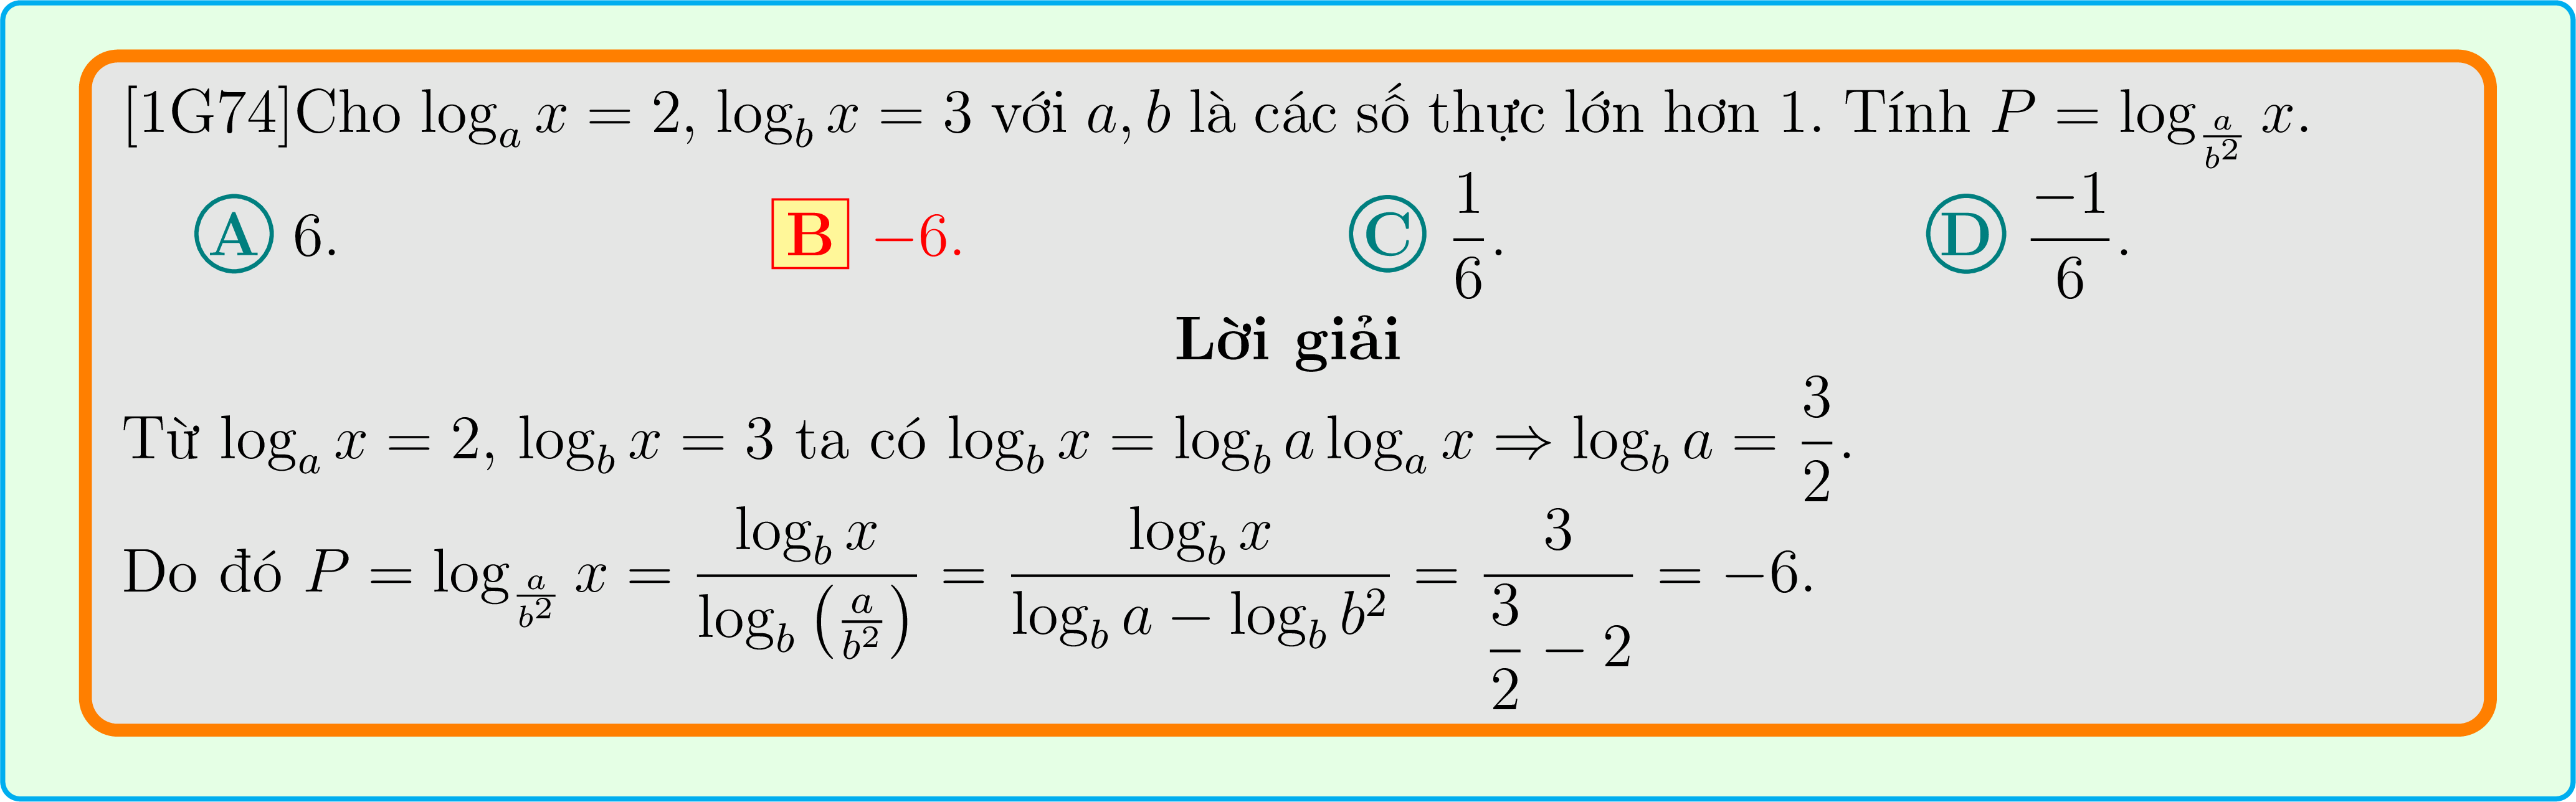 [1G74]Cho $\log_a x = 2$, $\log_b x = 3$ với $a, b$ là các số thực lớn hơn 1. Tính $P = \log_{\frac{a}{b^2}} x$.
A 6. B $-6$. C $\frac{1}{6}$. D $\frac{-1}{6}$.
Lời giải
Từ $\log_a x = 2$, $\log_b x = 3$ ta có $\log_b x = \log_b a \log_a x \Rightarrow \log_b a = \frac{3}{2}$.
Do đó $P = \log_{\frac{a}{b^2}} x = \frac{\log_b x}{\log_b \left(\frac{a}{b^2}\right)} = \frac{\log_b x}{\log_b a - \log_b b^2} = \frac{3}{\frac{3}{2} - 2} = -6$.